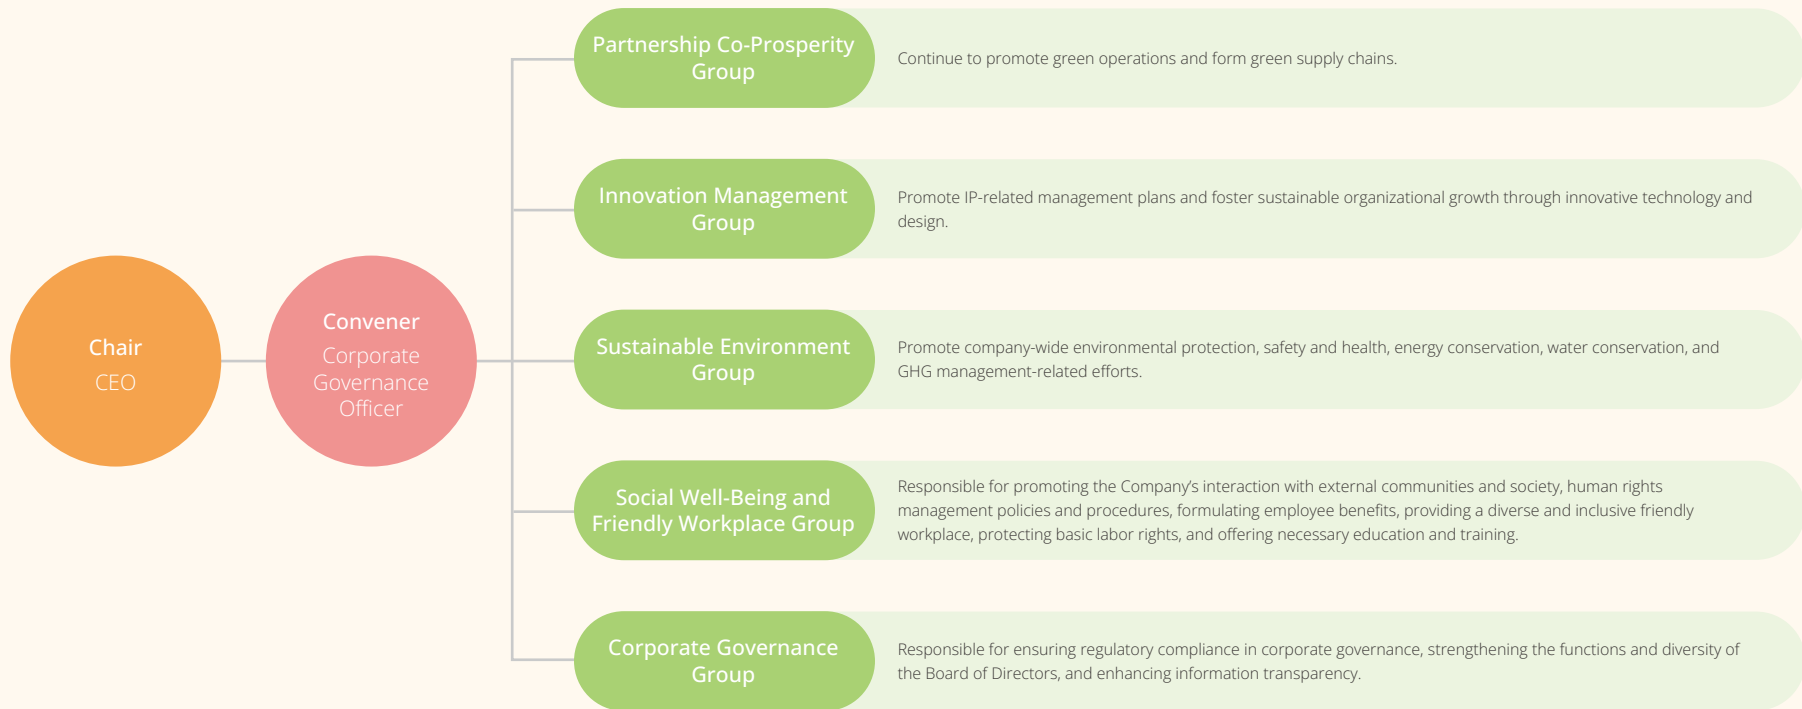 Chair
CEO
Convener
Corporate
Governance
Officer
Partnership Co-Prosperity
Group
Continue to promote green operations and form green supply chains.
Innovation Management
Group
Promote IP-related management plans and foster sustainable organizational growth through innovative technology and
design.
Sustainable Environment
Group
Promote company-wide environmental protection, safety and health, energy conservation, water conservation, and
GHG management-related efforts.
Social Well-Being and
Friendly Workplace Group
Responsible for promoting the Company’s interaction with external communities and society, human rights
management policies and procedures, formulating employee benefits, providing a diverse and inclusive friendly
workplace, protecting basic labor rights, and offering necessary education and training.
Corporate Governance
Group
Responsible for ensuring regulatory compliance in corporate governance, strengthening the functions and diversity of
the Board of Directors, and enhancing information transparency.